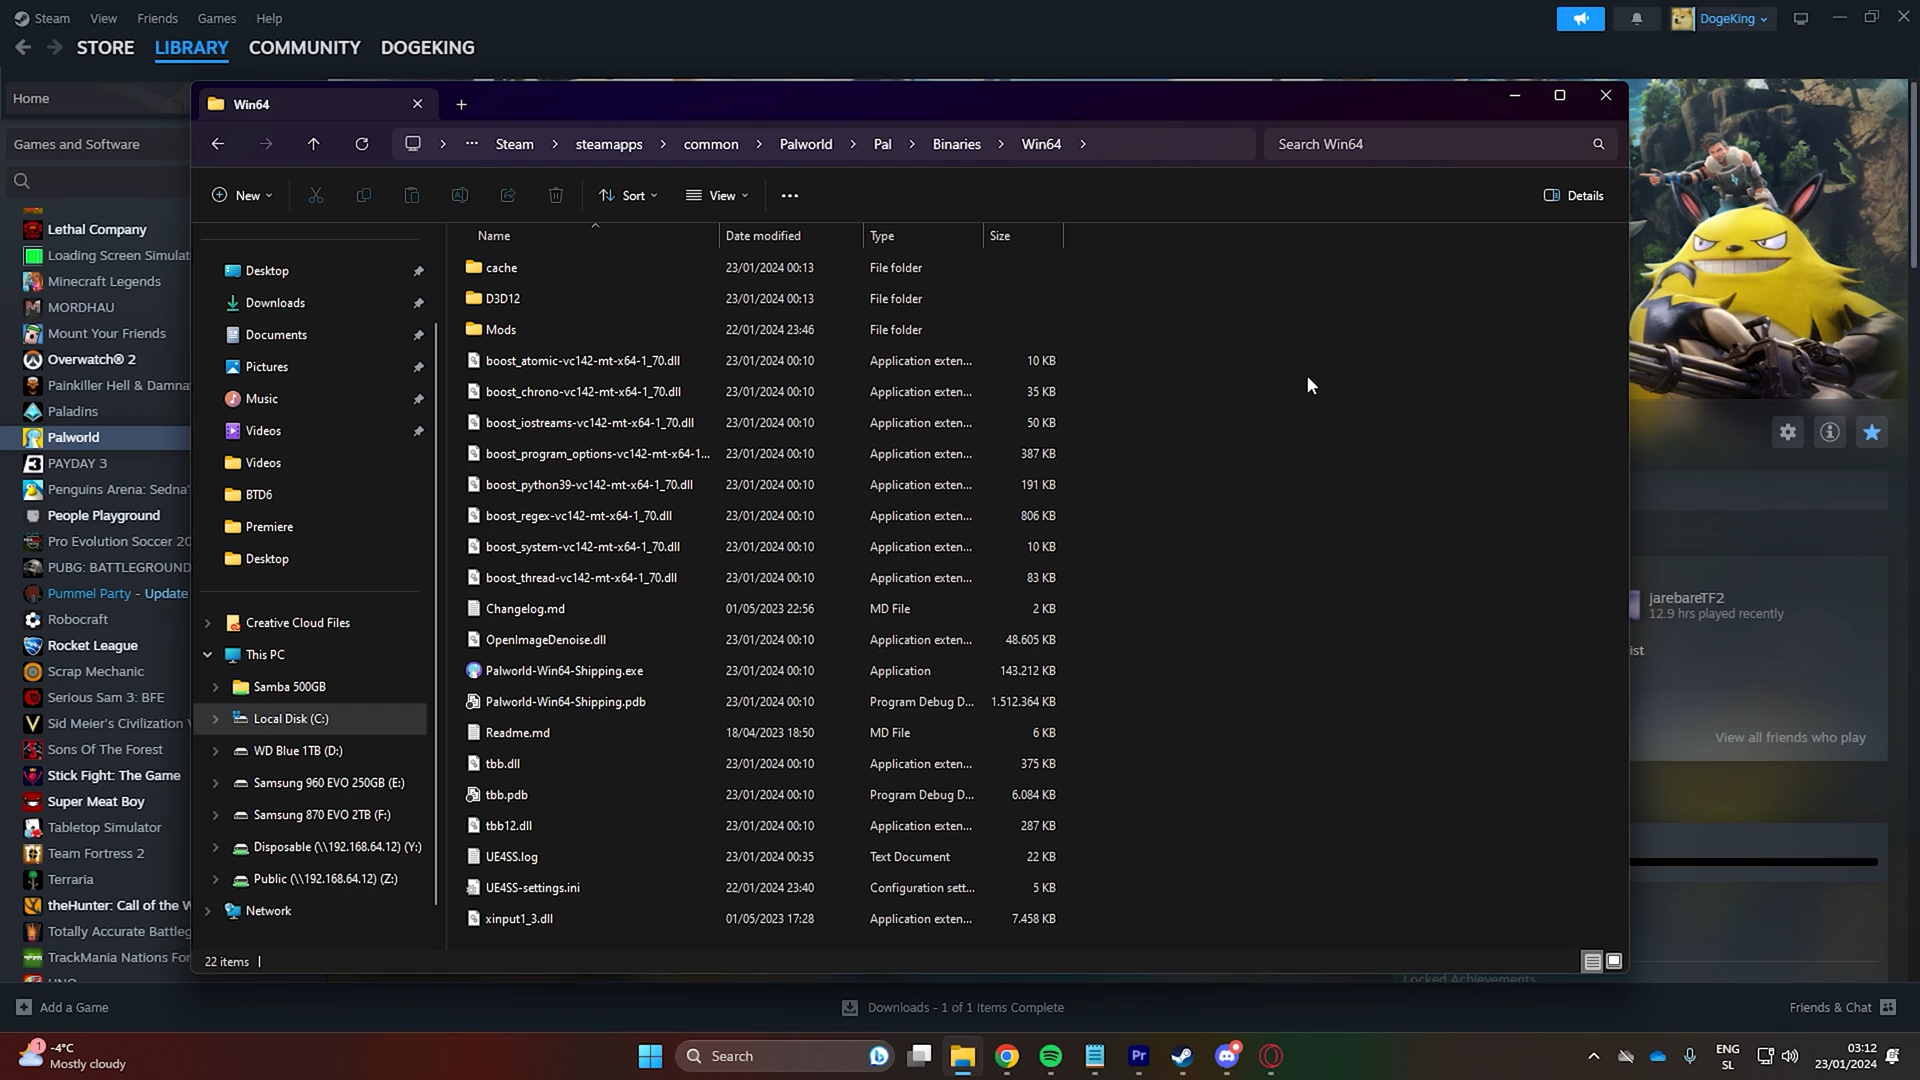 Steam View Friends Games Help
DogeKing
STORE LIBRARY COMMUNITY DOGEKING
Home
Games and Software
Lethal Company
Loading Screen Simulat
Minecraft Legends
MORDHAU
Mount Your Friends
Overwatch® 2
Painkiller Hell & Damna
Paladins
Palworld
PAYDAY 3
Penguins Arena: Sedna'
People Playground
Pro Evolution Soccer 20
PUBG: BATTLEGROUND
Pummel Party - Update
Robocraft
Rocket League
Scrap Mechanic
Serious Sam 3: BFE
Sid Meier's Civilization V
Sons Of The Forest
Stick Fight: The Game
Super Meat Boy
Tabletop Simulator
Team Fortress 2
Terraria
theHunter: Call of the W
Totally Accurate Battleg
TrackMania Nations For
Win64
... Steam > steamapps > common > Palworld > Pal > Binaries > Win64 >
Search Win64
New Sort View ... Details
Desktop
Downloads
Documents
Pictures
Music
Videos
Videos
BTD6
Premiere
Desktop
Creative Cloud Files
This PC
Samba 500GB
Local Disk (C:)
WD Blue 1TB (D:)
Samsung 960 EVO 250GB (E:)
Samsung 870 EVO 2TB (F:)
Disposable (\\192.168.64.12) (Y:)
Public (\\192.168.64.12) (Z:)
Network
Name Date modified Type Size
cache 23/01/2024 00:13 File folder
D3D12 23/01/2024 00:13 File folder
Mods 22/01/2024 23:46 File folder
boost_atomic-vc142-mt-x64-1_70.dll 23/01/2024 00:10 Application exten... 10 KB
boost_chrono-vc142-mt-x64-1_70.dll 23/01/2024 00:10 Application exten... 35 KB
boost_iostreams-vc142-mt-x64-1_70.dll 23/01/2024 00:10 Application exten... 50 KB
boost_program_options-vc142-mt-x64-1... 23/01/2024 00:10 Application exten... 387 KB
boost_python39-vc142-mt-x64-1_70.dll 23/01/2024 00:10 Application exten... 191 KB
boost_regex-vc142-mt-x64-1_70.dll 23/01/2024 00:10 Application exten... 806 KB
boost_system-vc142-mt-x64-1_70.dll 23/01/2024 00:10 Application exten... 10 KB
boost_thread-vc142-mt-x64-1_70.dll 23/01/2024 00:10 Application exten... 83 KB
Changelog.md 01/05/2023 22:56 MD File 2 KB
OpenImageDenoise.dll 23/01/2024 00:10 Application exten... 48.605 KB
Palworld-Win64-Shipping.exe 23/01/2024 00:10 Application 143.212 KB
Palworld-Win64-Shipping.pdb 23/01/2024 00:10 Program Debug D... 1.512.364 KB
Readme.md 18/04/2023 18:50 MD File 6 KB
tbb.dll 23/01/2024 00:10 Application exten... 375 KB
tbb.pdb 23/01/2024 00:10 Program Debug D... 6.084 KB
tbb12.dll 23/01/2024 00:10 Application exten... 287 KB
UE4SS.log 23/01/2024 00:35 Text Document 22 KB
UE4SS-settings.ini 22/01/2024 23:40 Configuration sett... 5 KB
xinput1_3.dll 01/05/2023 17:28 Application exten... 7.458 KB
22 items
jarebareTF2
12.9 hrs played recently
ist
View all friends who play
Locked Achievements
Add a Game
Downloads - 1 of 1 Items Complete
Friends & Chat
1
-4°C
Mostly cloudy
Search
Pr
ENG
SL
03:12
23/01/2024